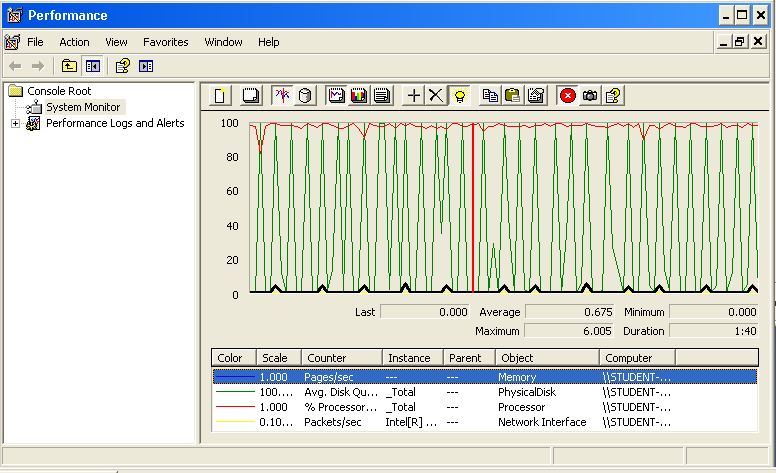 Performance
File Action View Favorites Window Help
Console Root
System Monitor
Performance Logs and Alerts
100
80
60
40
20
0
Last 0.000 Average 0.675 Minimum 0.000
Maximum 6.005 Duration 1:40
Color Scale Counter Instance Parent Object Computer
1.000 Pages/sec --- --- Memory \\STUDENT-...
100.... Avg. Disk Qu... _Total --- PhysicalDisk \\STUDENT-...
1.000 % Processor... _Total --- Processor \\STUDENT-...
0.10... Packets/sec Intel[R] ... --- Network Interface \\STUDENT-...